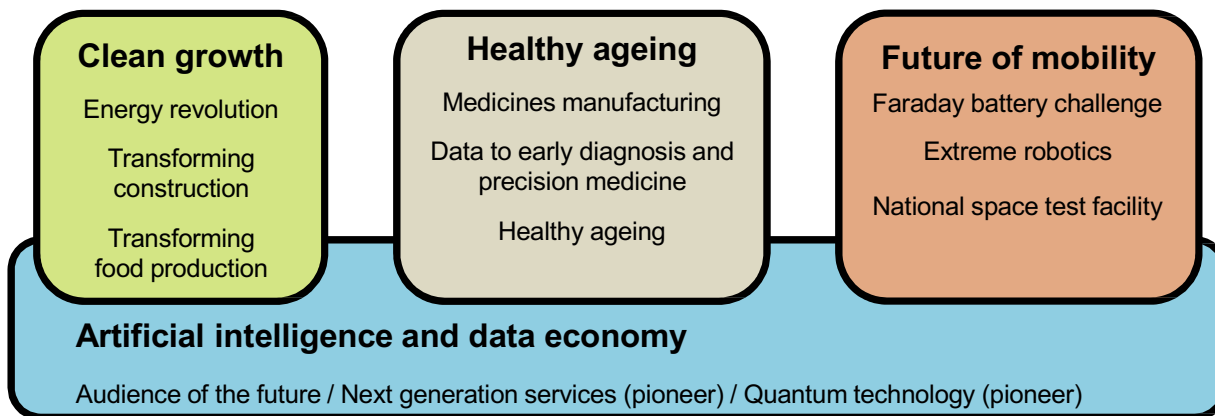 Clean growth
Energy revolution
Transforming
construction
Transforming
food production
Healthy ageing
Medicines manufacturing
Data to early diagnosis and
precision medicine
Healthy ageing
Future of mobility
Faraday battery challenge
Extreme robotics
National space test facility
Artificial intelligence and data economy
Audience of the future / Next generation services (pioneer) / Quantum technology (pioneer)